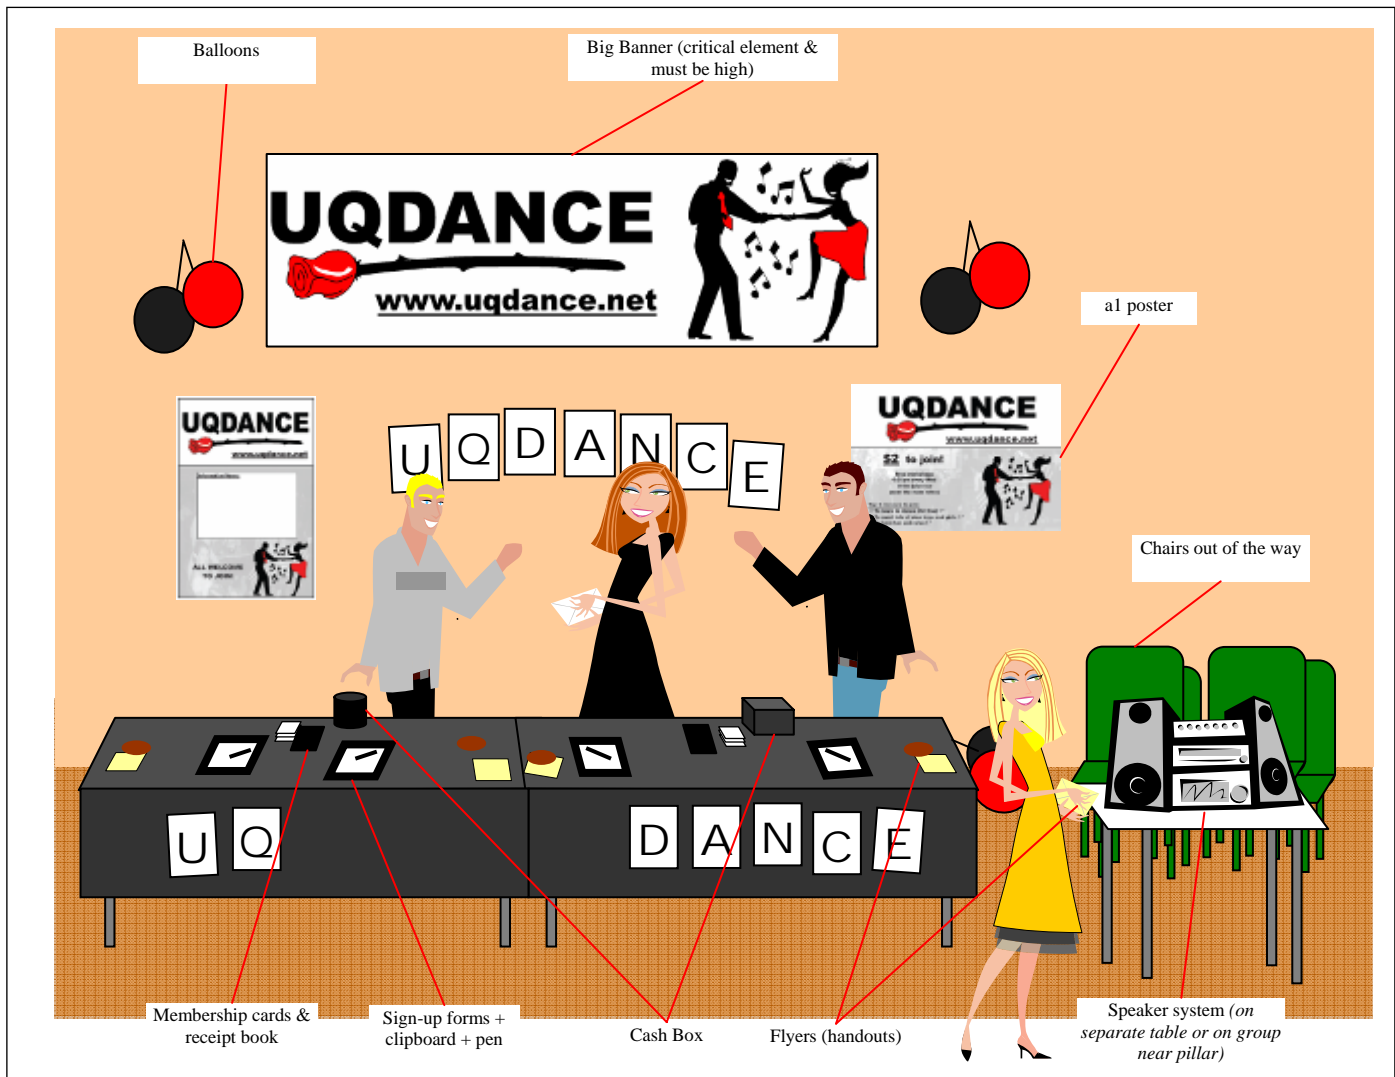 Balloons
Big Banner (critical element &
must be high)
UQDANCE
www.uqdance.net
a1 poster
UQDANCE
www.uqdance.net
ALL WELCOME
TO JOIN!
UQDANCE
UQDANCE
www.uqdance.net
$2 to join!
Chairs out of the way
UQ
DANCE
Membership cards &
receipt book
Sign-up forms +
clipboard + pen
Cash Box
Flyers (handouts)
Speaker system (on
separate table or on group
near pillar)